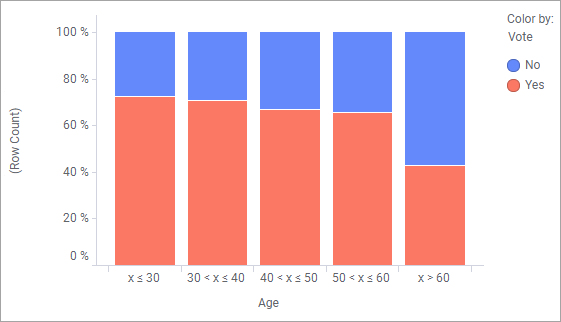 Color by:
Vote
No
Yes
100 %
80 %
60 %
40 %
20 %
0 %
(Row Count)
x ≤ 30
30 < x ≤ 40
40 < x ≤ 50
50 < x ≤ 60
x > 60
Age